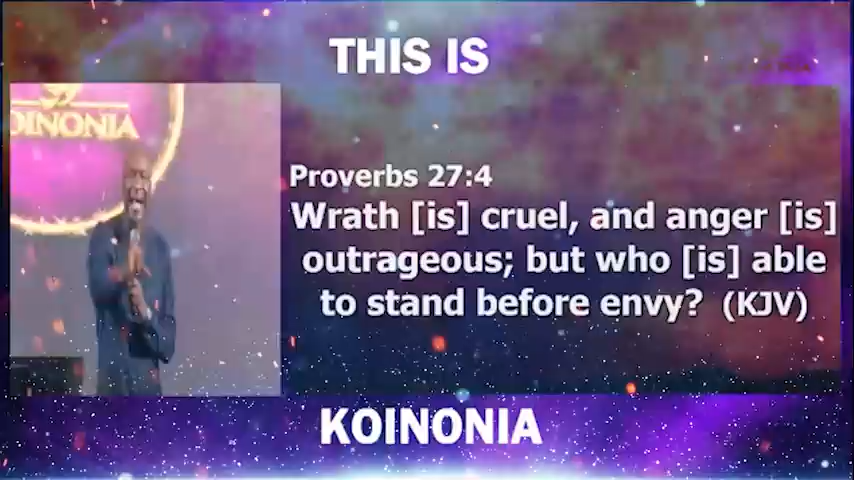 THIS IS
OINONIA
Proverbs 27:4
Wrath [is] cruel, and anger [is]
outrageous; but who [is] able
to stand before envy? (KJV)
KOINONIA